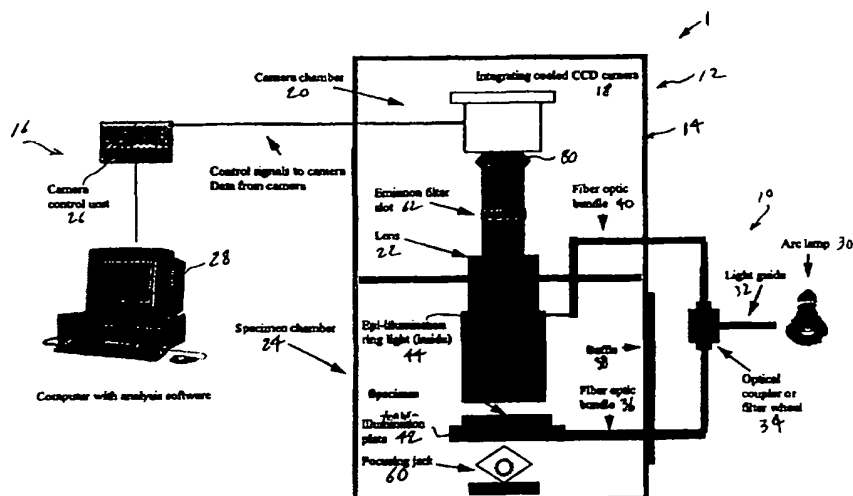 1
Camera chamber
20
Integrating cooled CCD camera
18
12
14
16
80
Control signals to camera
Data from camera
Camera
control unit
26
Emission filter
slot 62
Fiber optic
bundle 40
10
Lens
22
Arc lamp 30
28
Light guide
32
Epi-illumination
ring light (inside)
44
Specimen chamber
24
Baffle
38
Computer with analysis software
Specimen
trans-
illumination
plate 42
Fiber optic
bundle 36
Optical
coupler or
filter wheel
34
Focusing jack
60